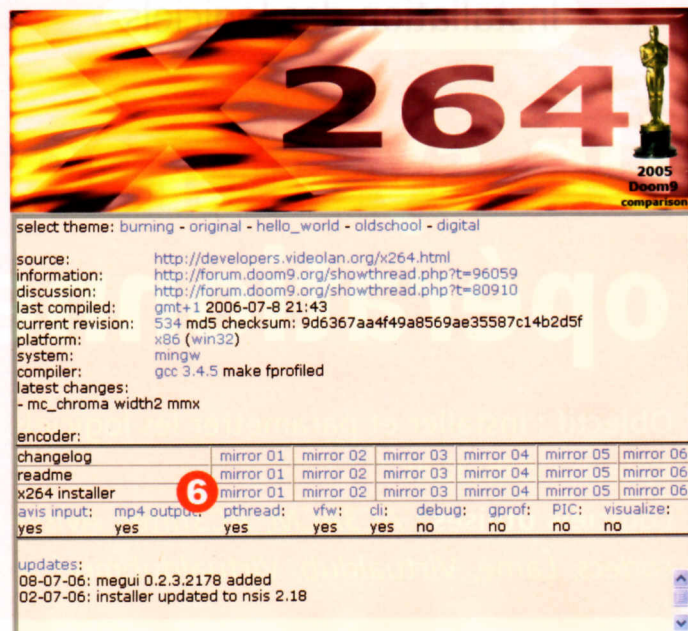 X 264
2005
Doom9
comparison
select theme: burning - original - hello_world - oldschool - digital
source: http://developers.videolan.org/x264.html
information: http://forum.doom9.org/showthread.php?t=96059
discussion: http://forum.doom9.org/showthread.php?t=80910
last compiled: gmt+1 2006-07-8 21:43
current revision: 534 md5 checksum: 9d6367aa4f49a8569ae35587c14b2d5f
platform: x86 (win32)
system: mingw
compiler: gcc 3.4.5 make fprofiled
latest changes:
- mc_chroma width2 mmx
encoder:
changelog mirror 01 mirror 02 mirror 03 mirror 04 mirror 05 mirror 06
readme mirror 01 mirror 02 mirror 03 mirror 04 mirror 05 mirror 06
x264 installer 6 mirror 01 mirror 02 mirror 03 mirror 04 mirror 05 mirror 06
avis input: mp4 output: pthread: vfw: cli: debug: gprof: PIC: visualize:
yes yes yes yes yes no no no no
updates:
08-07-06: megui 0.2.3.2178 added
02-07-06: installer updated to nsis 2.18